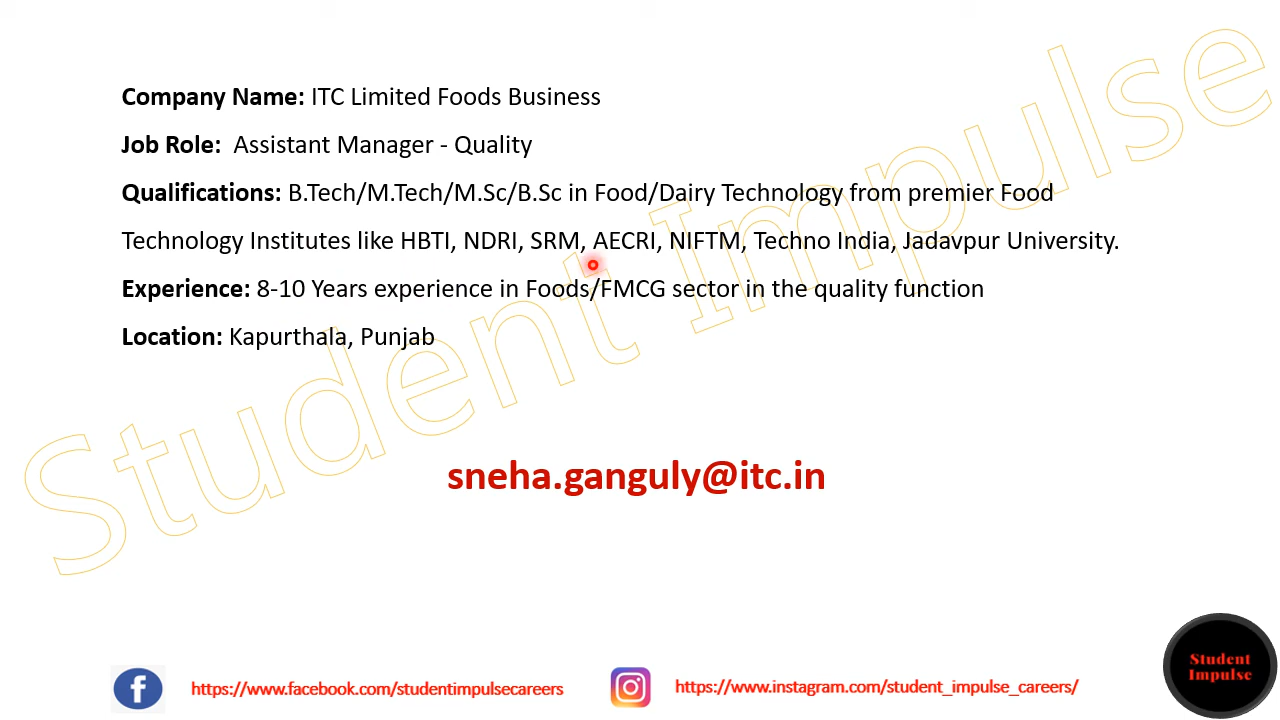 Company Name: ITC Limited Foods Business
Job Role: Assistant Manager - Quality
Qualifications: B.Tech/M.Tech/M.Sc/B.Sc in Food/Dairy Technology from premier Food
Technology Institutes like HBTI, NDRI, SRM, AECRI, NIFTM, Techno India, Jadavpur University.
Experience: 8-10 Years experience in Foods/FMCG sector in the quality function
Location: Kapurthala, Punjab
Student Impulse
sneha.ganguly@itc.in
https://www.facebook.com/studentimpulsecareers
https://www.instagram.com/student_impulse_careers/
Student
Impulse